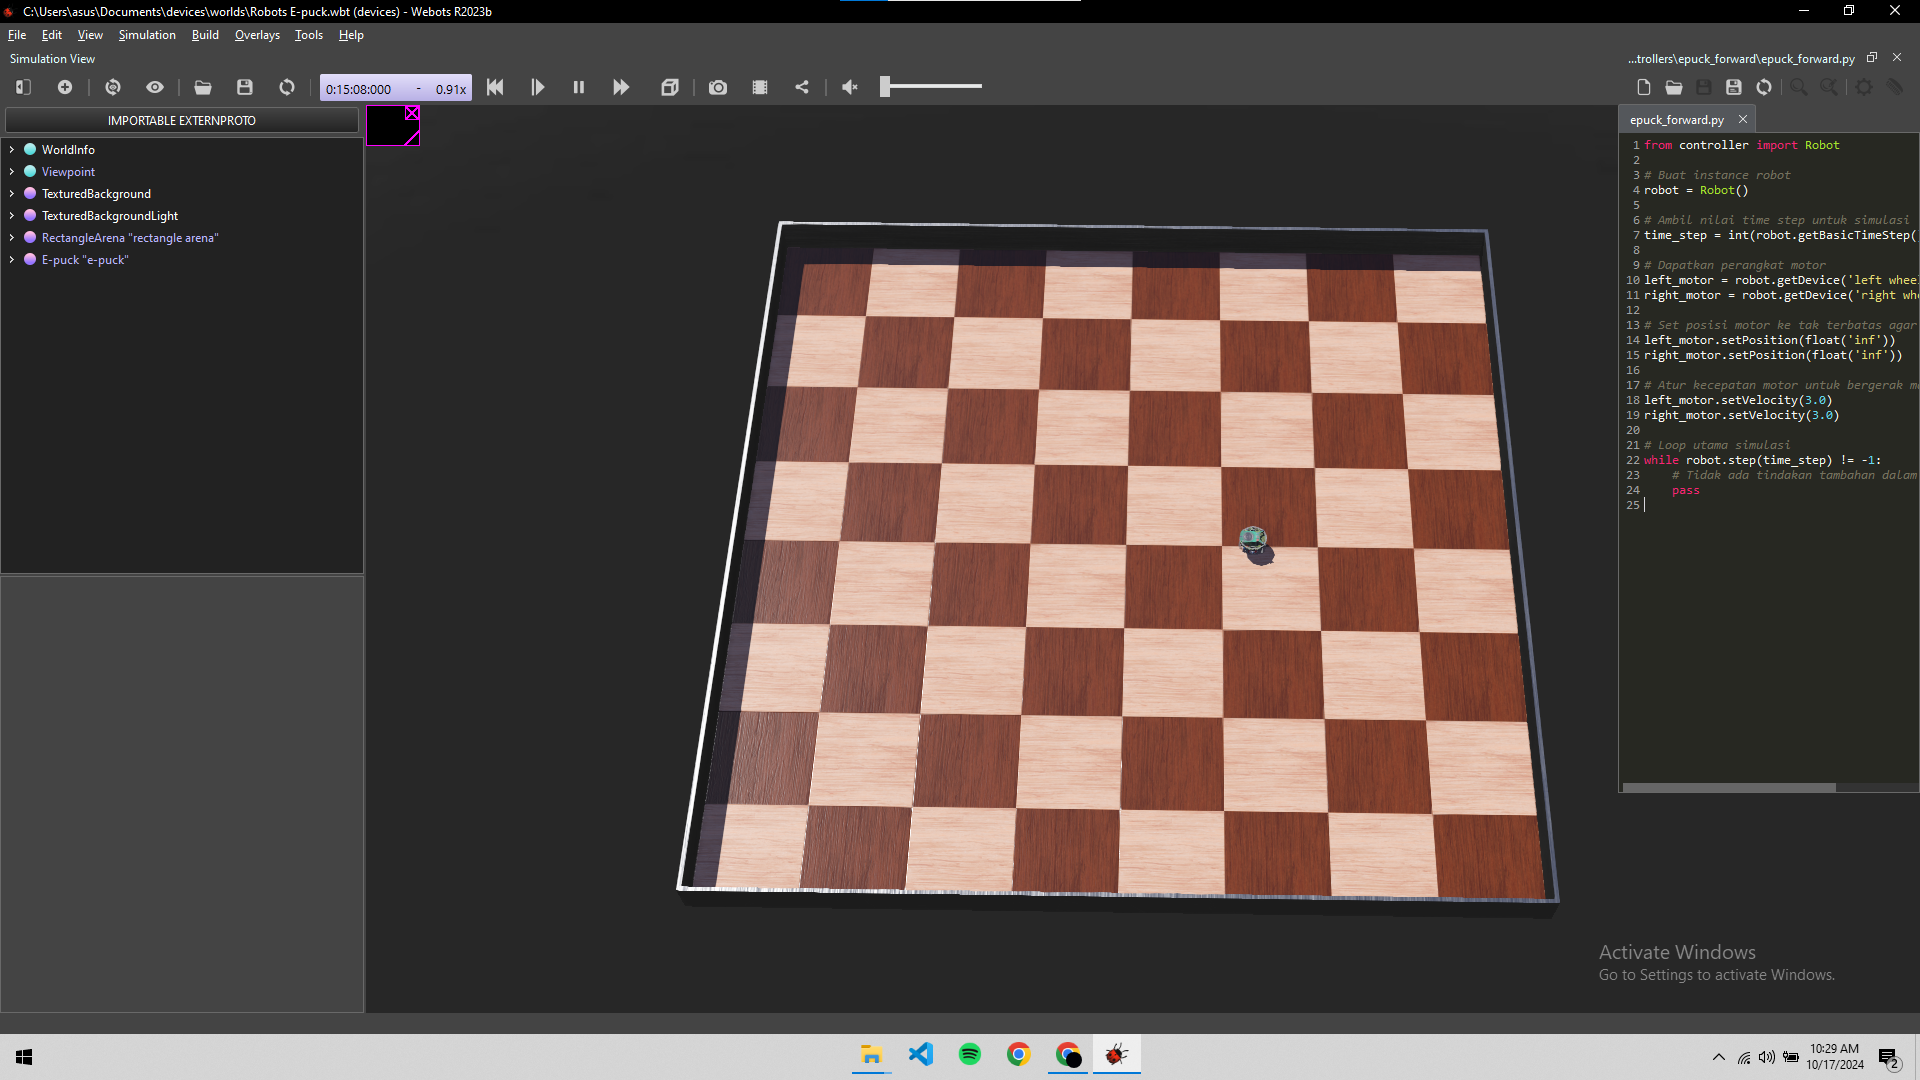 C:\Users\asus\Documents\devices\worlds\Robots E-puck.wbt (devices) - Webots R2023b
File Edit View Simulation Build Overlays Tools Help
Simulation View
...trollers\epuck_forward\epuck_forward.py
0:15:08:000 - 0.91x
IMPORTABLE EXTERNPROTO
WorldInfo
Viewpoint
TexturedBackground
TexturedBackgroundLight
RectangleArena "rectangle arena"
E-puck "e-puck"
epuck_forward.py
1 from controller import Robot
2
3 # Buat instance robot
4 robot = Robot()
5
6 # Ambil nilai time step untuk simulasi
7 time_step = int(robot.getBasicTimeStep(
8
9 # Dapatkan perangkat motor
10 left_motor = robot.getDevice('left whee
11 right_motor = robot.getDevice('right wh
12
13 # Set posisi motor ke tak terbatas agar
14 left_motor.setPosition(float('inf'))
15 right_motor.setPosition(float('inf'))
16
17 # Atur kecepatan motor untuk bergerak m
18 left_motor.setVelocity(3.0)
19 right_motor.setVelocity(3.0)
20
21 # Loop utama simulasi
22 while robot.step(time_step) != -1:
23 # Tidak ada tindakan tambahan dalam
24 pass
25
Activate Windows
Go to Settings to activate Windows.
10:29 AM
10/17/2024
2